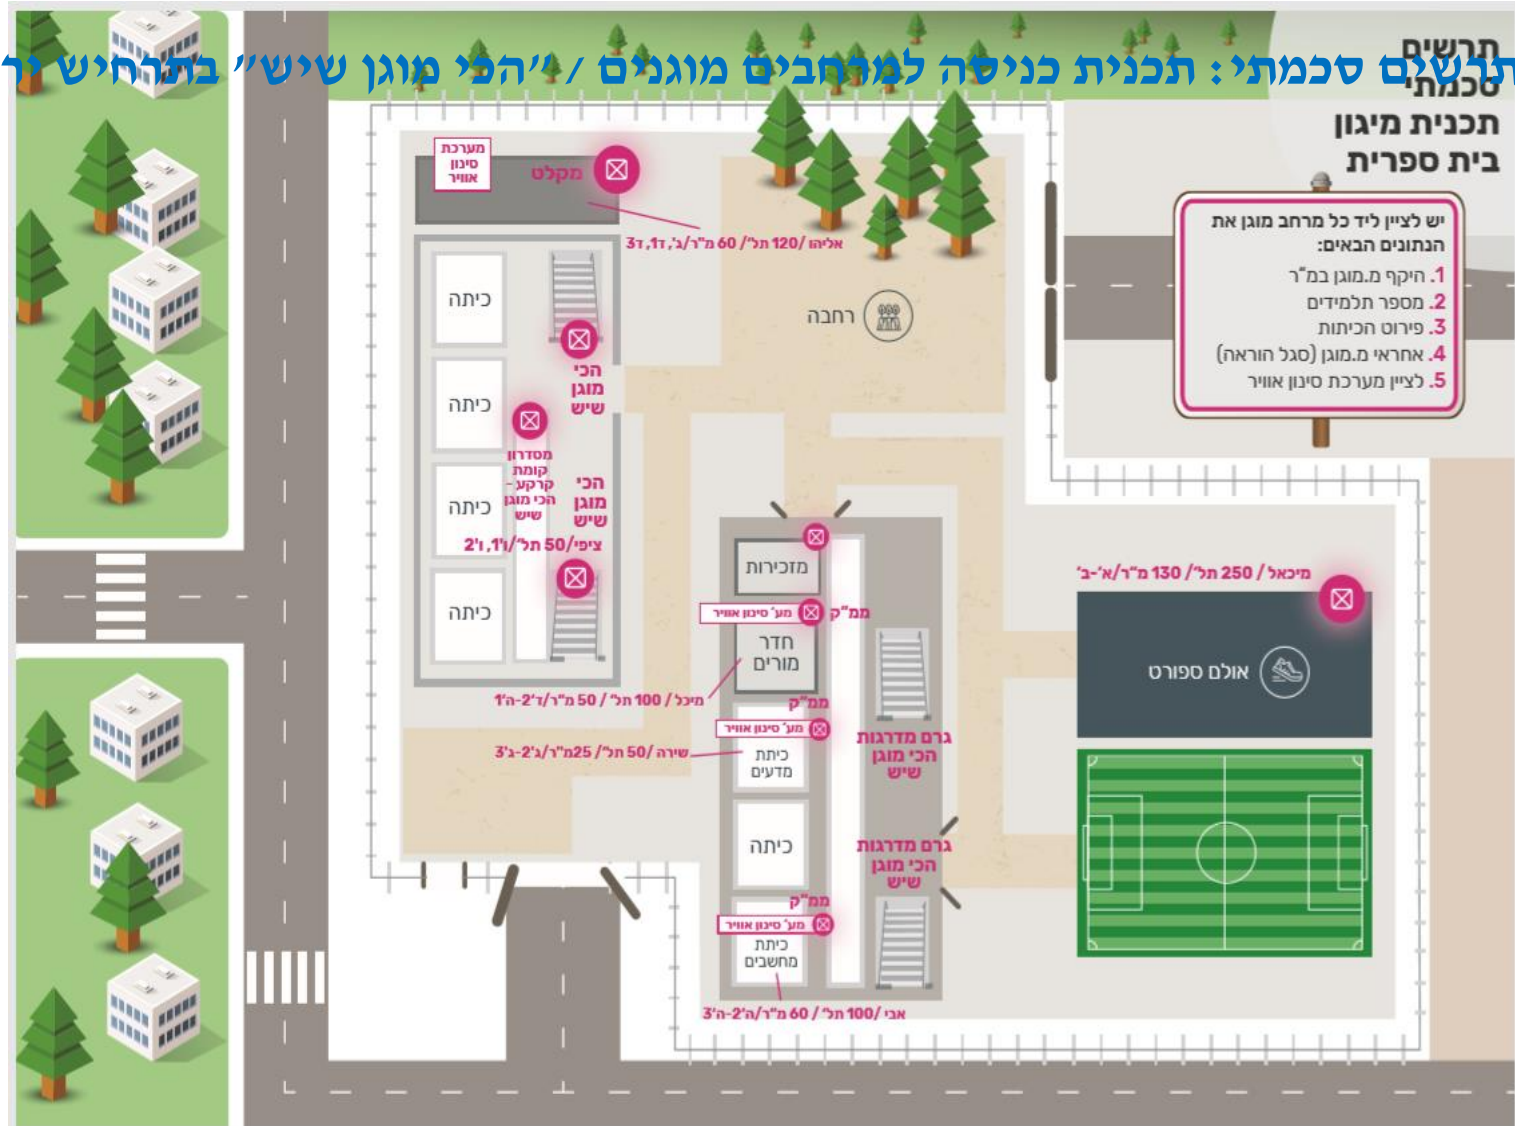 תרשים סכמתי: תכנית כניסה למרחבים מוגנים / "הכי מוגן שיש" בתרחיש
תרשים
סכמתי
תכנית מיגון
בית ספרית
יש לציין ליד כל מרחב מוגן את
הנתונים הבאים:
1. היקף מ.מוגן במ"ר
2. מספר תלמידים
3. פירוט הכיתות
4. אחראי מ.מוגן (סגל הוראה)
5. לציין מערכת סינון אוויר
מערכת
סינון
אוויר
מקלט
אליהו /120 תל'/ 60 מ"ר/ג', ד1, ד3
כיתה
כיתה
כיתה
כיתה
הכי
מוגן
שיש
מסדרון
קומת
קרקע -
הכי מוגן
שיש
הכי
מוגן
שיש
ציפי/50 תל'/ו'1, ו'2
רחבה
מזכירות
ממ"ק
מע' סינון אוויר
חדר
מורים
מיכל/ 100 תל' / 50 מ"ר/ד'2-ה'1
ממ"ק
מע' סינון אוויר
כיתת
מדעים
שירה /50 תל'/ 25מ"ר/ג'2-ג'3
כיתה
ממ"ק
מע' סינון אוויר
כיתת
מחשבים
אבי /100 תל' / 60 מ"ר/ה'2-ה'3
גרם מדרגות
הכי מוגן
שיש
גרם מדרגות
הכי מוגן
שיש
מיכאל / 250 תל'/ 130 מ"ר/א'-ב'
אולם ספורט